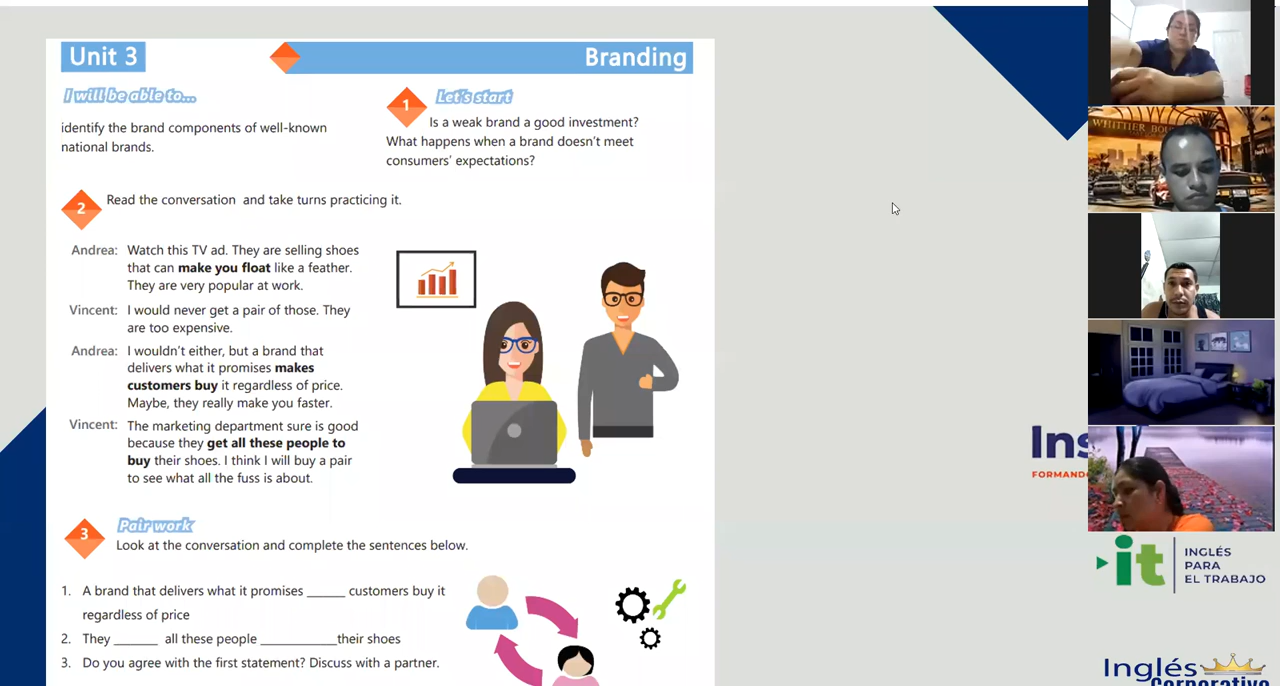 Unit 3
Branding
I will be able to...
identify the brand components of well-known
national brands.
1
Let's start
Is a weak brand a good investment?
What happens when a brand doesn't meet
consumers' expectations?
2
Read the conversation and take turns practicing it.
Andrea: Watch this TV ad. They are selling shoes
that can make you float like a feather.
They are very popular at work.
Vincent: I would never get a pair of those. They
are too expensive.
Andrea: I wouldn't either, but a brand that
delivers what it promises makes
customers buy it regardless of price.
Maybe, they really make you faster.
Vincent: The marketing department sure is good
because they get all these people to
buy their shoes. I think I will buy a pair
to see what all the fuss is about.
3
Pair work
Look at the conversation and complete the sentences below.
1. A brand that delivers what it promises ______ customers buy it
regardless of price
2. They _______ all these people ____________their shoes
3. Do you agree with the first statement? Discuss with a partner.
WHITTIER
it
INGLÉS
PARA
EL TRABAJO
Inglés
Corporativo